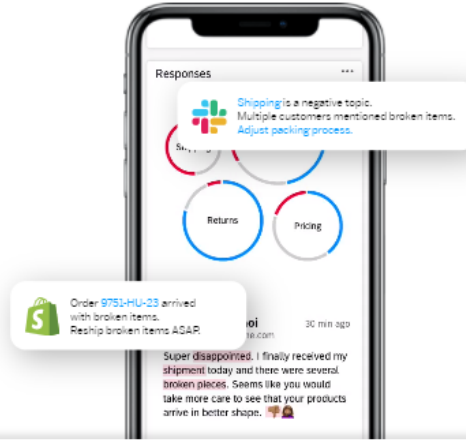 Responses
Shipping is a negative topic.
Multiple customers mentioned broken items.
Adjust packing process.
Returns
Pricing
Order 9751-HU-23 arrived
with broken items.
Reship broken items ASAP.
30 min ago
Super disappointed. I finally received my
shipment today and there were several
broken pieces. Seems like you would
take more care to see that your products
arrive in better shape.